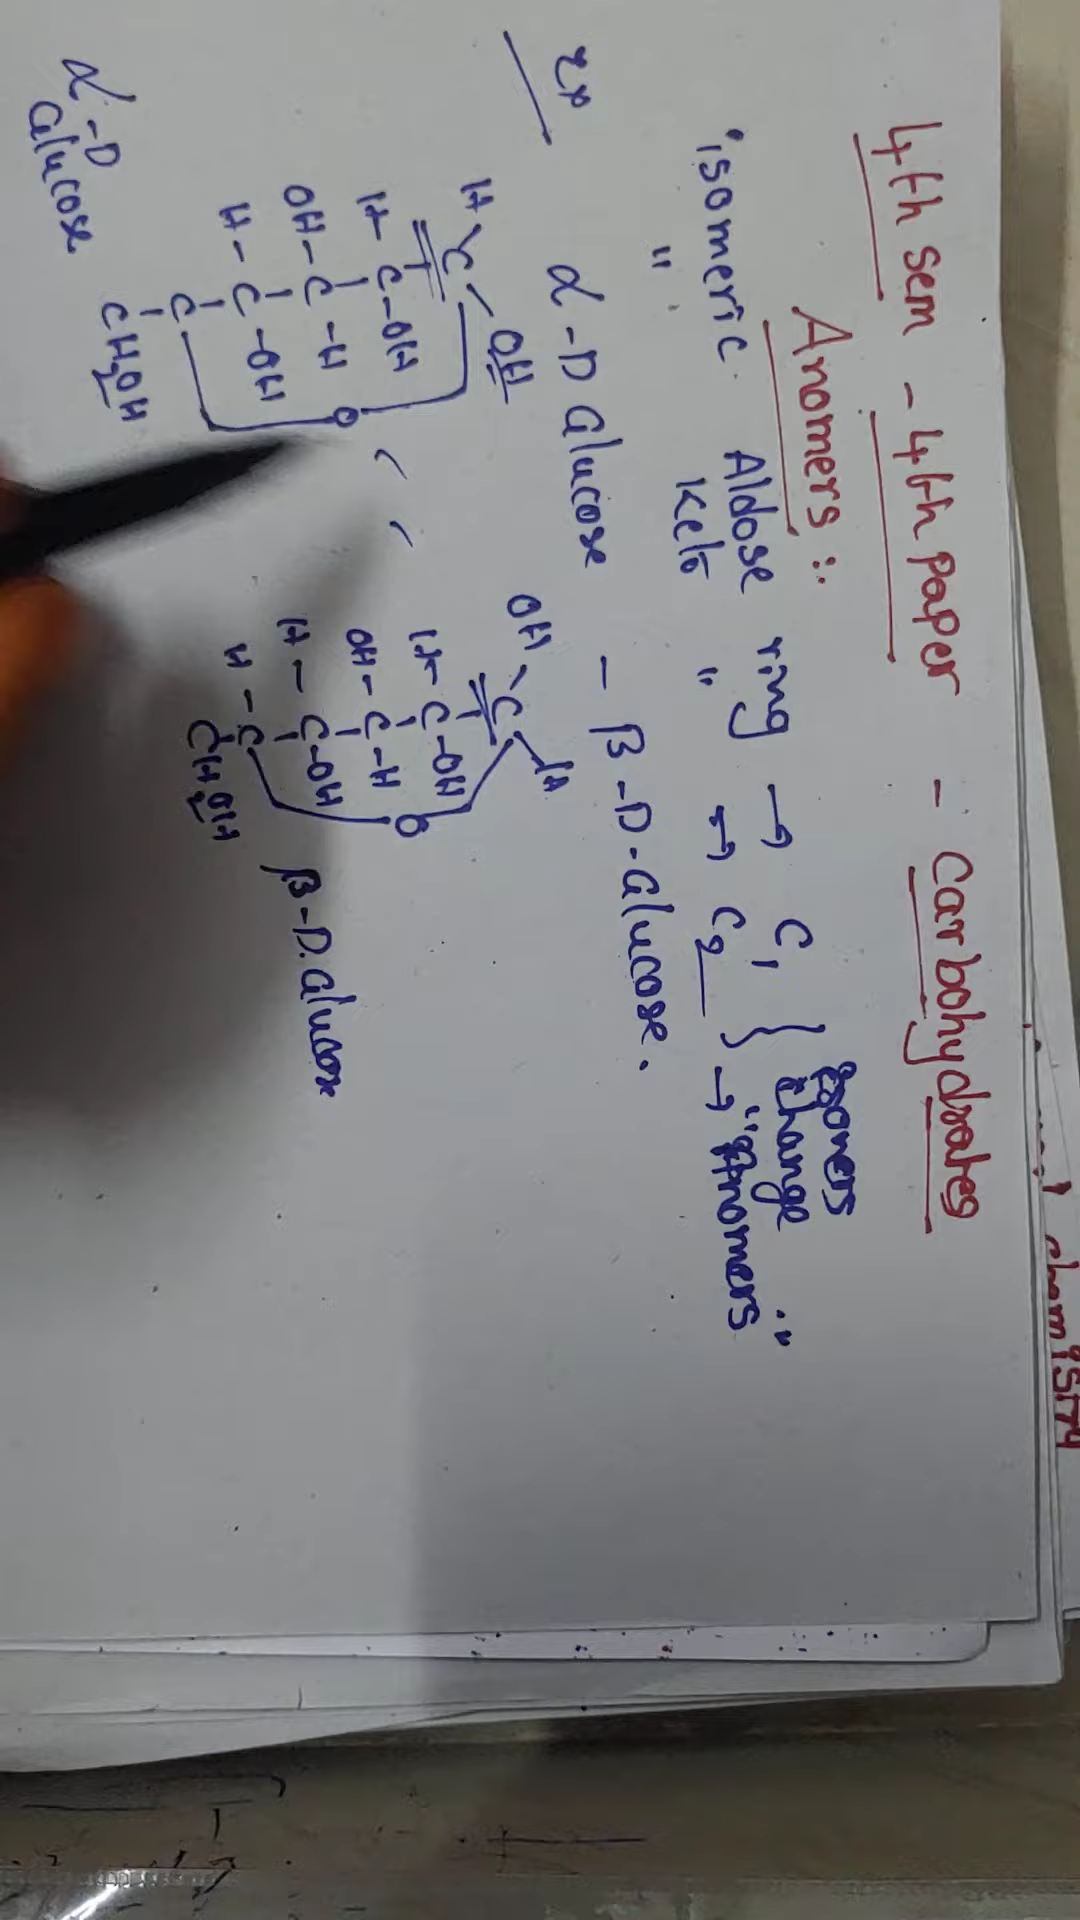 4th sem - 4th paper - Carbohydrates
Anomers :-
isomeric Aldose ring → C1 } change
" Keto " → C2 → "Anomers"
ex α-D Glucose - β-D-Glucose.
H C OH
H-C-OH
OH-C-H
H-C-OH
C
CH2OH
O
α-D
Glucose
OH C H
H-C-OH
OH-C-H
H-C-OH
H-C
CH2OH
O
β-D. Glucose
chemistry